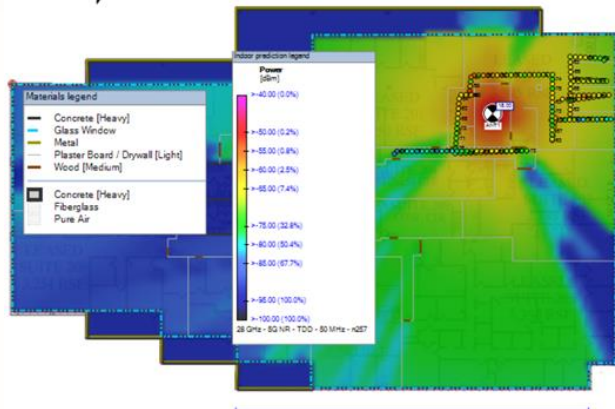 Materials legend
Concrete [Heavy]
Glass Window
Metal
Plaster Board / Drywall [Light]
Wood [Medium]
Concrete [Heavy]
Fiberglass
Pure Air
Indoor prediction legend
Power
[dBm]
>-40.00 (0.0%)
>-50.00 (0.2%)
>-55.00 (0.8%)
>-60.00 (2.5%)
>-65.00 (7.4%)
>-75.00 (32.8%)
>-80.00 (50.4%)
>-85.00 (67.7%)
>-95.00 (100.0%)
>-100.00 (100.0%)
28 GHz - 5G NR - TDD - 50 MHz - n257